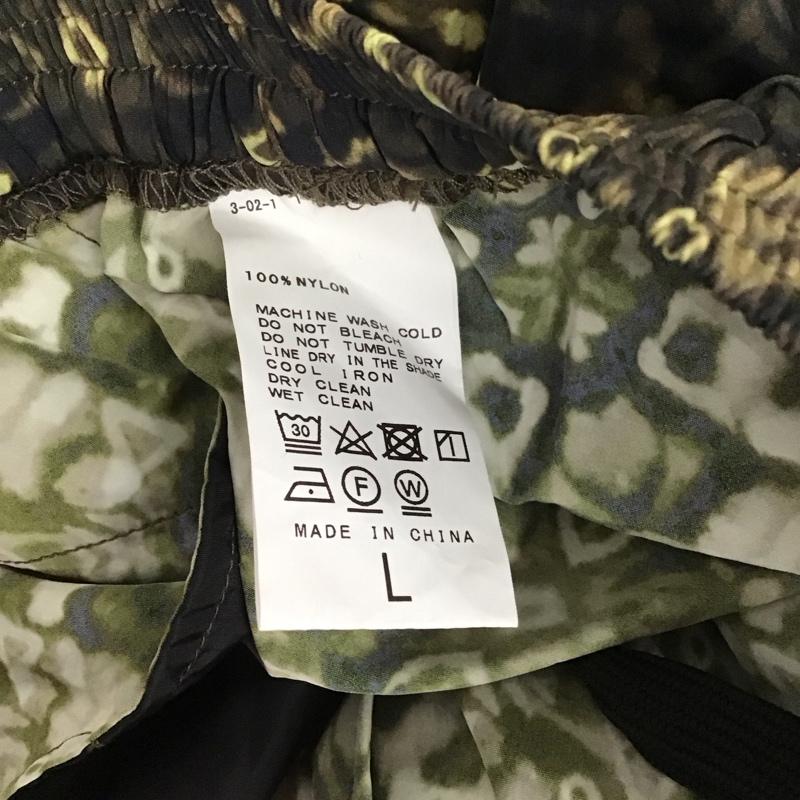 3-02-1
100% NYLON
MACHINE WASH COLD
DO NOT BLEACH
DO NOT TUMBLE DRY
LINE DRY IN THE SHADE
COOL IRON
DRY CLEAN
WET CLEAN
30
F W
MADE IN CHINA
L